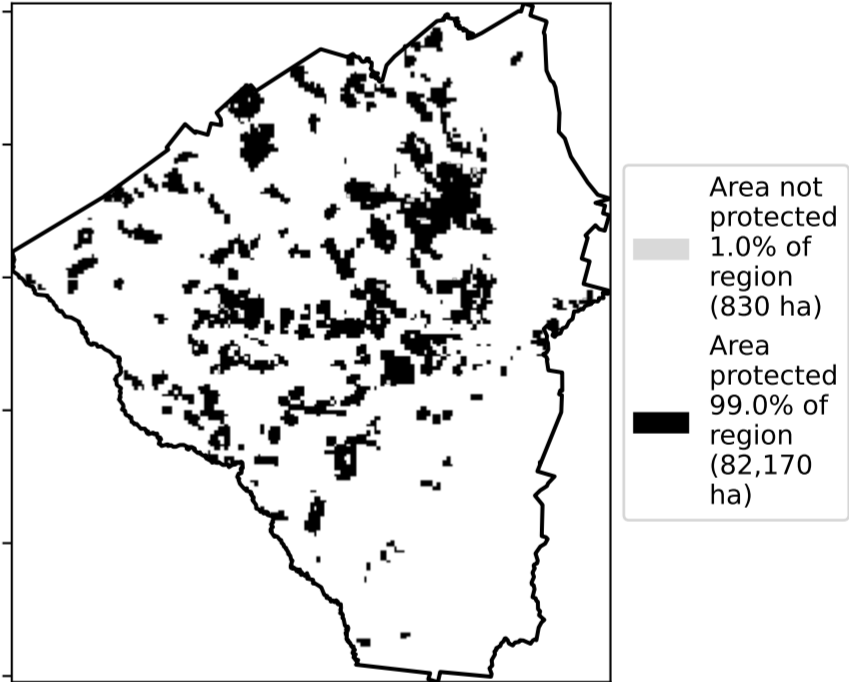 Area not
protected
1.0% of
region
(830 ha)
Area
protected
99.0% of
region
(82,170
ha)